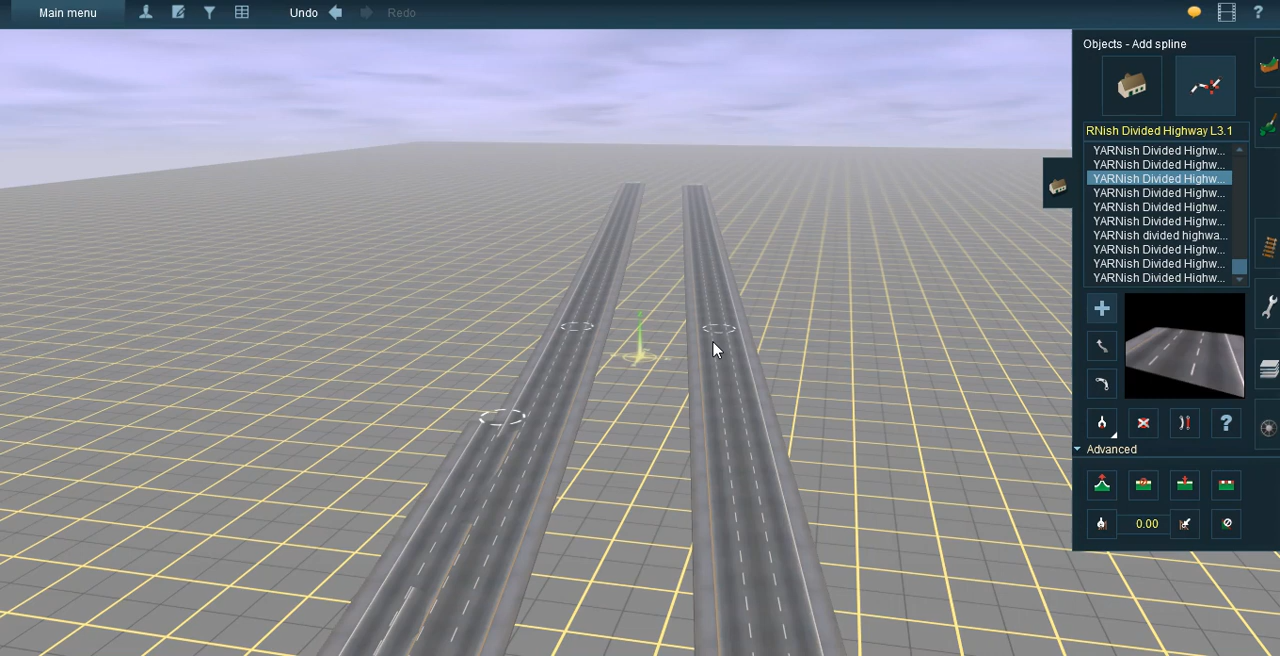 Main menu
Undo
Redo
?
Objects - Add spline
RNish Divided Highway L3.1
YARNish Divided Highw...
YARNish Divided Highw...
YARNish Divided Highw...
YARNish Divided Highw...
YARNish Divided Highw...
YARNish Divided Highw...
YARNish divided highwa...
YARNish Divided Highw...
YARNish Divided Highw...
YARNish Divided Highw...
?
Advanced
0.00
Z